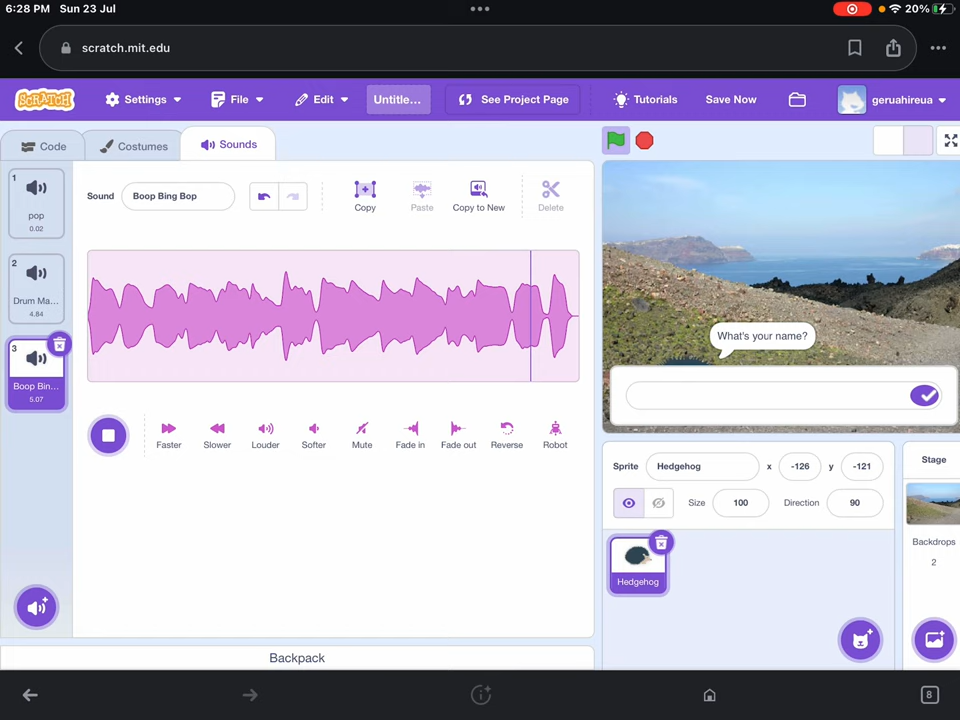 6:28 PM Sun 23 Jul
20%
scratch.mit.edu
SCRATCH
Settings
File
Edit
Untitle...
See Project Page
Tutorials
Save Now
geruahireua
Code
Costumes
Sounds
1
pop
0.02
2
Drum Ma...
4.84
3
Boop Bin...
5.07
Sound
Boop Bing Bop
Copy
Paste
Copy to New
Delete
Faster
Slower
Louder
Softer
Mute
Fade in
Fade out
Reverse
Robot
What's your name?
Sprite
Hedgehog
x
-126
y
-121
Size
100
Direction
90
Hedgehog
Stage
Backdrops
2
Backpack
8